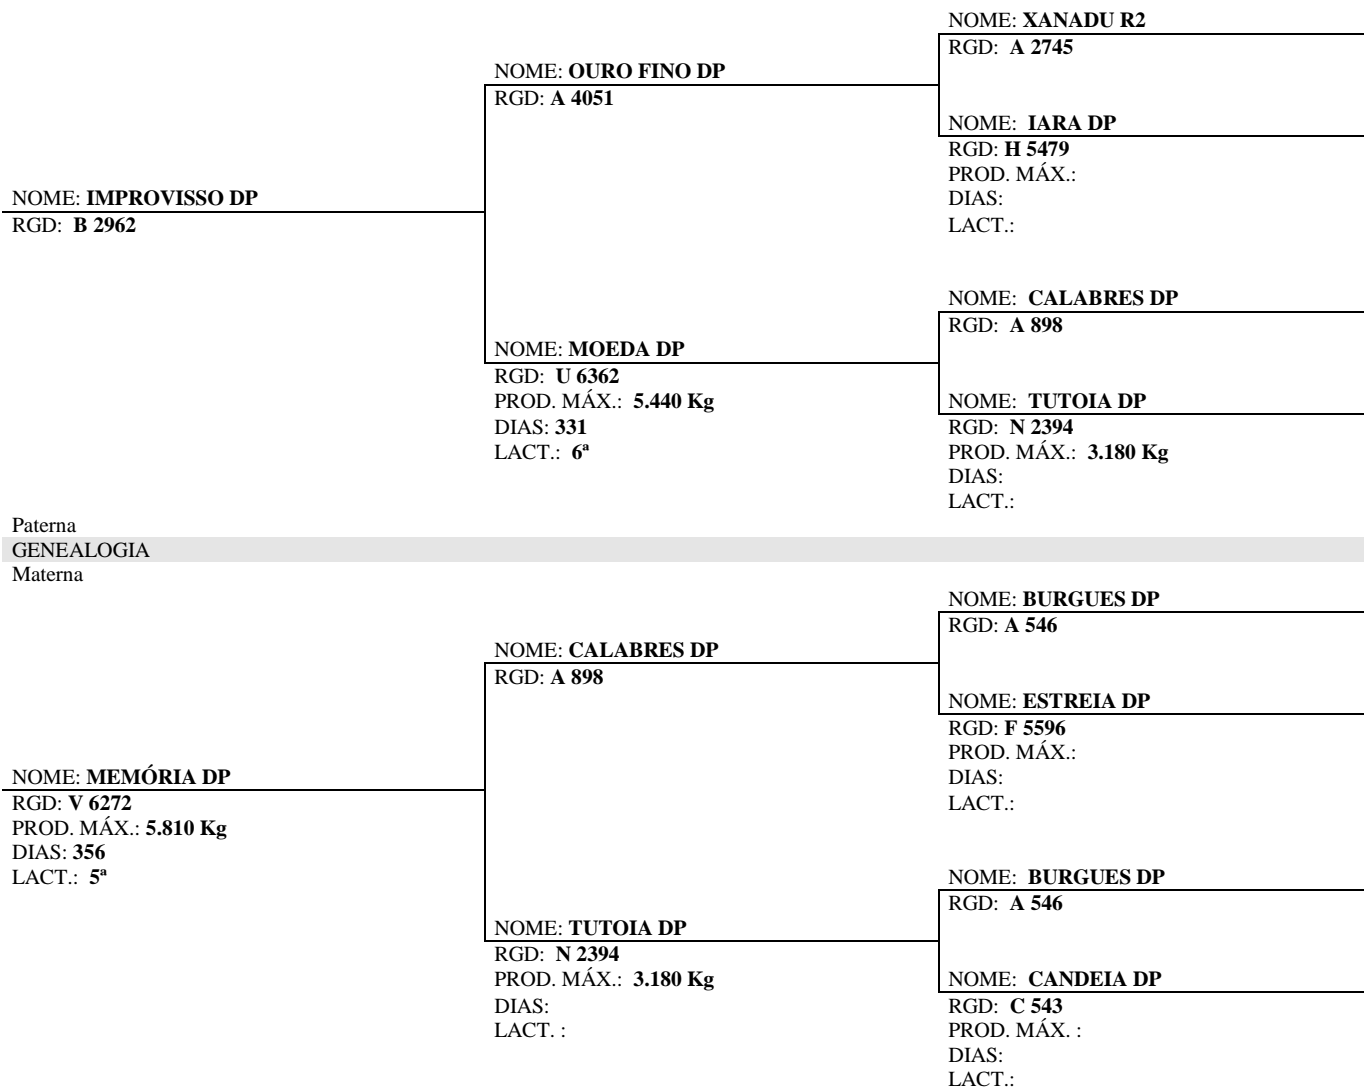 NOME: XANADU R2
RGD: A 2745
NOME: OURO FINO DP
RGD: A 4051
NOME: IARA DP
RGD: H 5479
PROD. MÁX.:
DIAS:
LACT.:
NOME: IMPROVISSO DP
RGD: B 2962
NOME: CALABRES DP
RGD: A 898
NOME: MOEDA DP
RGD: U 6362
PROD. MÁX.: 5.440 Kg
DIAS: 331
LACT.: 6ª
NOME: TUTOIA DP
RGD: N 2394
PROD. MÁX.: 3.180 Kg
DIAS:
LACT.:
Paterna
GENEALOGIA
Materna
NOME: BURGUES DP
RGD: A 546
NOME: CALABRES DP
RGD: A 898
NOME: ESTREIA DP
RGD: F 5596
PROD. MÁX.:
DIAS:
LACT.:
NOME: MEMÓRIA DP
RGD: V 6272
PROD. MÁX.: 5.810 Kg
DIAS: 356
LACT.: 5ª
NOME: BURGUES DP
RGD: A 546
NOME: TUTOIA DP
RGD: N 2394
PROD. MÁX.: 3.180 Kg
DIAS:
LACT. :
NOME: CANDEIA DP
RGD: C 543
PROD. MÁX. :
DIAS:
LACT.: